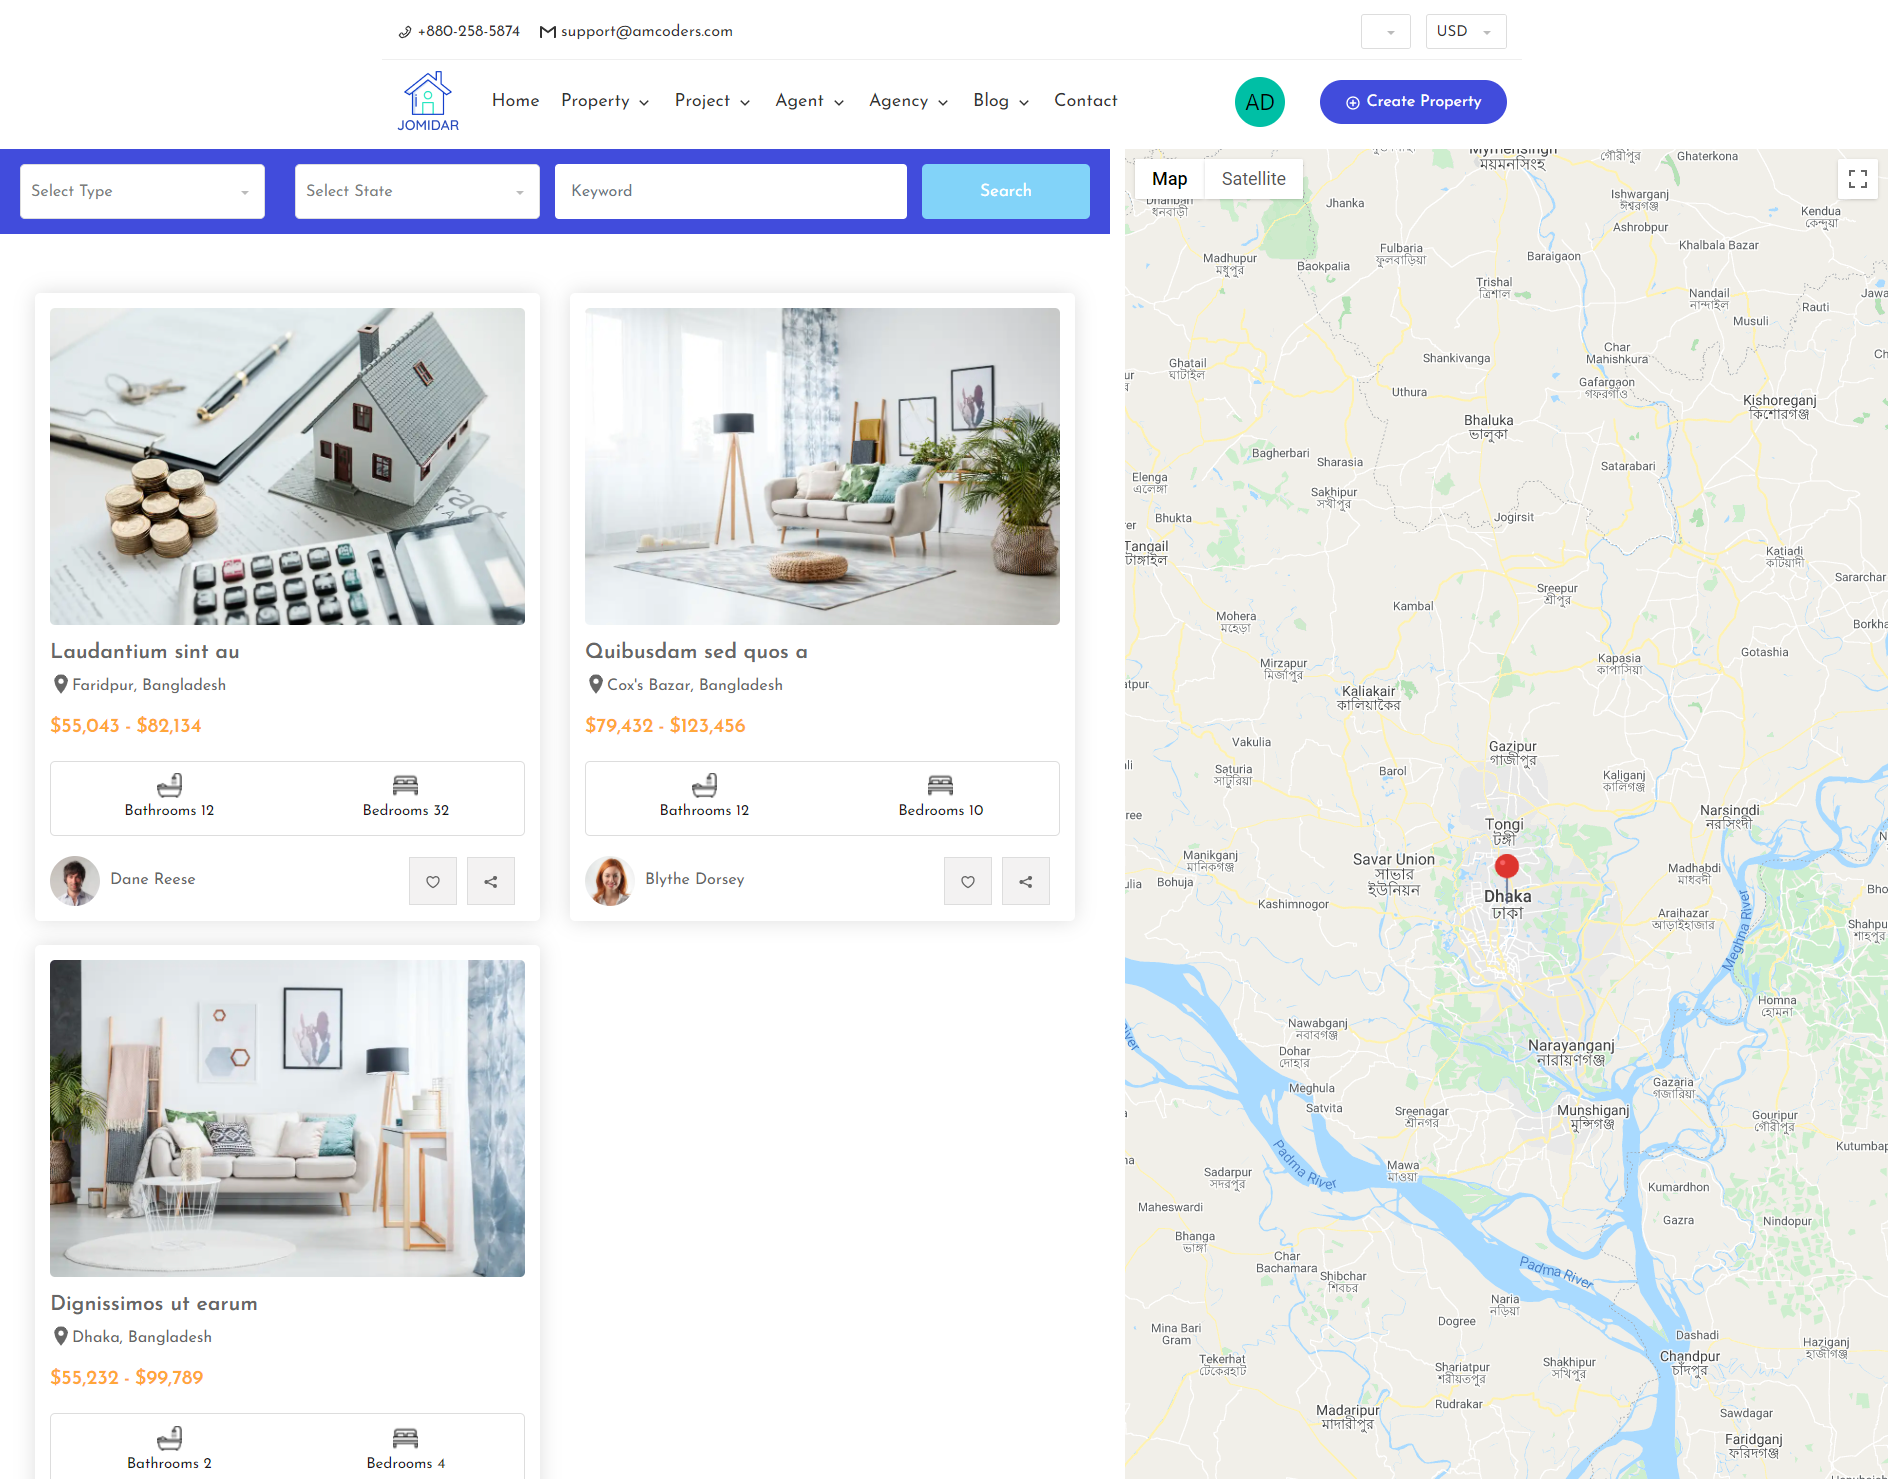 +880-258-5874
support@amcoders.com
USD
JOMIDAR
Home
Property
Project
Agent
Agency
Blog
Contact
AD
Create Property
Select Type
Select State
Keyword
Search
Laudantium sint au
Faridpur, Bangladesh
$55,043 - $82,134
Bathrooms 12
Bedrooms 32
Dane Reese
Quibusdam sed quos a
Cox's Bazar, Bangladesh
$79,432 - $123,456
Bathrooms 12
Bedrooms 10
Blythe Dorsey
Dignissimos ut earum
Dhaka, Bangladesh
$55,232 - $99,789
Bathrooms 2
Bedrooms 4
Map
Satellite
ময়মনসিংহ
গৌরীপুর
Ghaterkona
ধনবাড়ী
Jhanka
Ishwarganj
ঈশ্বরগঞ্জ
Kendua
কেন্দুয়া
Ashrobpur
Khalbala Bazar
Fulbaria
ফুলবাড়িয়া
Baraigaon
Madhupur
মধুপুর
Baokpalia
Trishal
ত্রিশাল
Nandail
নান্দাইল
Rauti
Musuli
Ghatail
ঘাটাইল
Shankivanga
Char
Mahishkura
Gafargaon
গফরগাঁও
Uthura
Kishoreganj
কিশোরগঞ্জ
Bhaluka
ভালুকা
Bagherbari
Sharasia
Satarabari
Elenga
এলেঙ্গা
Sakhipur
সখীপুর
Bhukta
Jogirsit
Tangail
টাঙ্গাইল
Katiadi
কটিয়াদী
Sararchar
Sreepur
শ্রীপুর
Kambal
Mohera
মহেড়া
Gotashia
Kapasia
কাপাসিয়া
Mirzapur
মির্জাপুর
Kaliakair
কালিয়াকৈর
Vakulia
Gazipur
গাজীপুর
Saturia
সাটুরিয়া
Barol
Kaliganj
কালিগঞ্জ
Narsingdi
নরসিংদী
Tongi
টঙ্গী
Manikganj
মানিকগঞ্জ
Savar Union
সাভার
ইউনিয়ন
Madhabdi
মাধবদী
Bohuja
Dhaka
ঢাকা
Kashimnogor
Araihazar
আড়াইহাজার
Meghna River
Homna
হোমনা
Nawabganj
নবাবগঞ্জ
Dohar
দোহার
Narayanganj
নারায়ণগঞ্জ
Meghula
Gazaria
গজারিয়া
Satvita
Sreenagar
শ্রীনগর
Munshiganj
মুন্সিগঞ্জ
Gouripur
গৌরীপুর
Padma River
Mawa
মাওয়া
Sadarpur
সদরপুর
Kumardhon
Maheswardi
Gazra
Nindopur
Bhanga
ভাঙ্গা
Char
Bachamara
Shibchar
শিবচর
Padma River
Naria
নড়িয়া
Dogree
Mina Bari
Gram
Dashadi
Haziganj
হাজীগঞ্জ
Tekerhat
টেকেরহাট
Chandpur
চাঁদপুর
Shariatpur
শরীয়তপুর
Shakhipur
সখিপুর
Rudrakar
Madaripur
মাদারীপুর
Sawdagar
Faridganj
ফরিদগঞ্জ